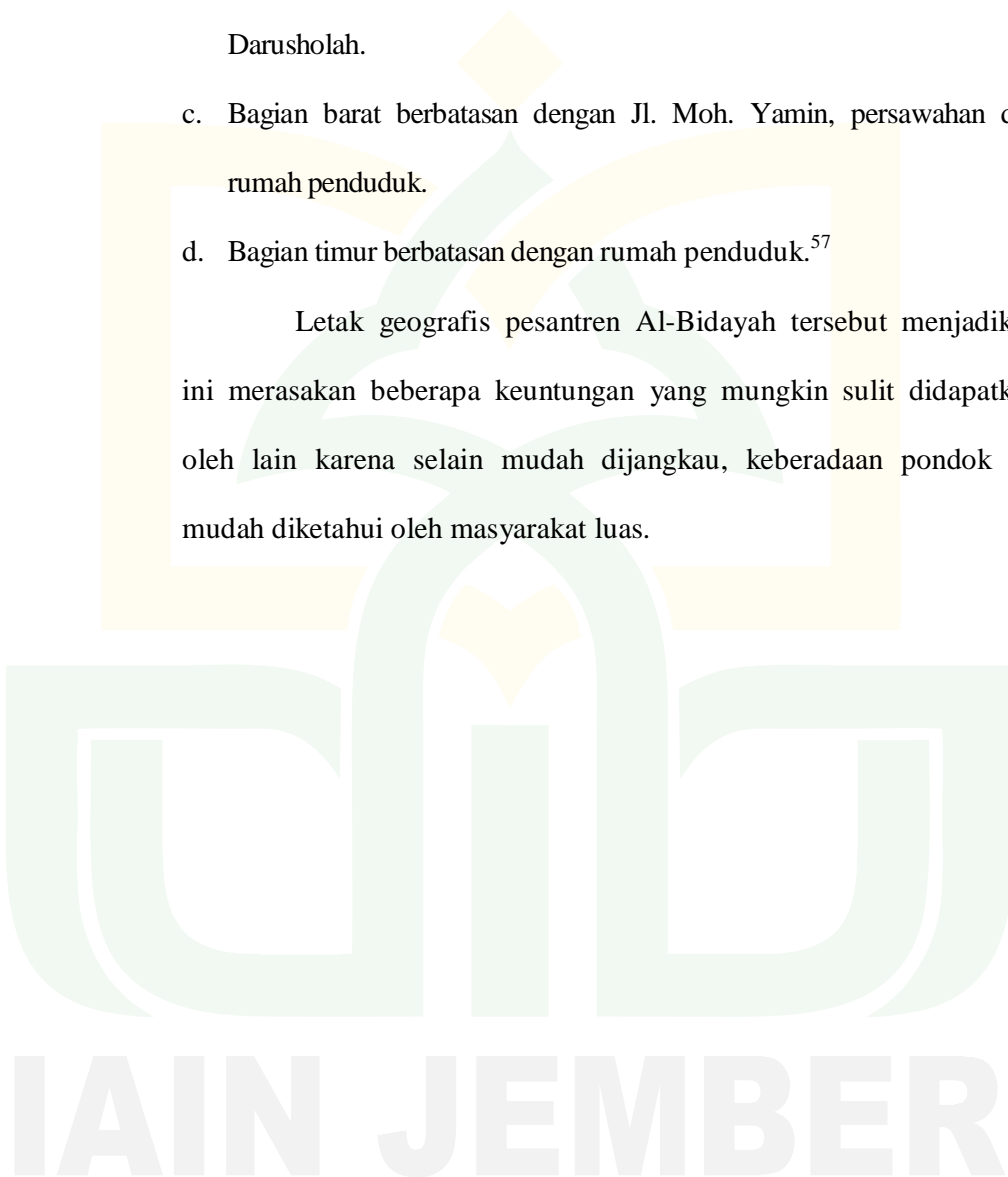 Darusholah.
c. Bagian barat berbatasan dengan Jl. Moh. Yamin, persawahan
rumah penduduk.
d. Bagian timur berbatasan dengan rumah penduduk.57
Letak geografis pesantren Al-Bidayah tersebut
ini merasakan beberapa keuntungan yang mungkin sulit
oleh lain karena selain mudah dijangkau, keberadaan pondok
mudah diketahui oleh masyarakat luas.
IAIN JEMBER